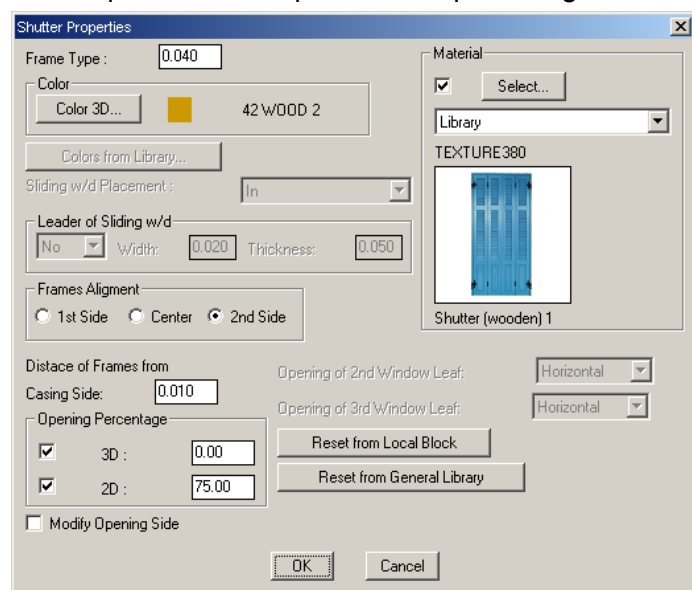 Shutter Properties
Frame Type : 0.040
Color
Color 3D... 42 WOOD 2
Colors from Library...
Sliding w/d Placement : In
Leader of Sliding w/d
No Width: 0.020 Thickness: 0.050
Frames Aligment
1st Side Center 2nd Side
Distace of Frames from
Casing Side: 0.010
Opening Percentage
3D : 0.00
2D : 75.00
Modify Opening Side
Material
Select...
Library
TEXTURE380
Shutter (wooden) 1
Opening of 2nd Window Leaf: Horizontal
Opening of 3rd Window Leaf: Horizontal
Reset from Local Block
Reset from General Library
OK Cancel